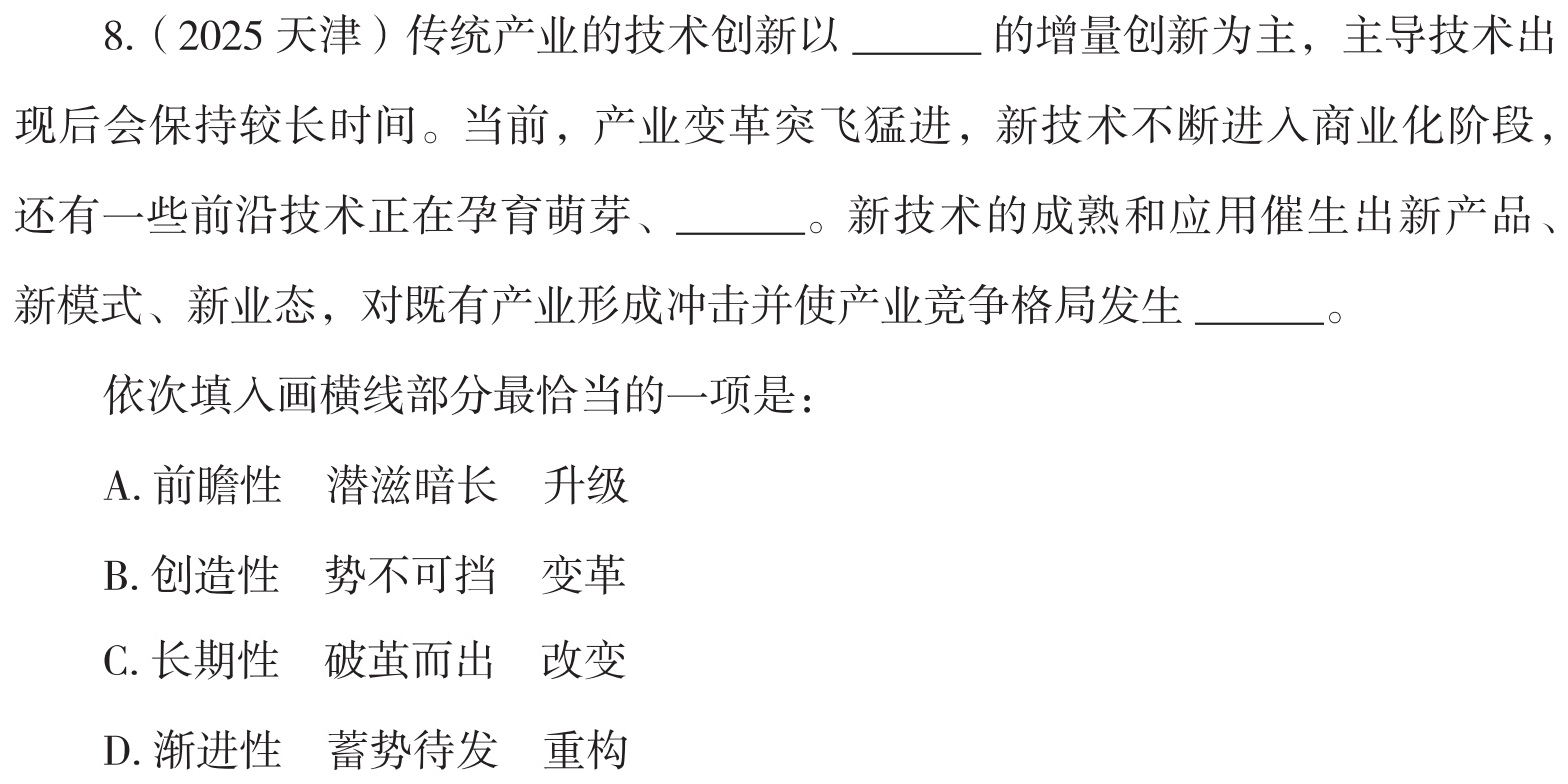 8.（2025 天津）传统产业的技术创新以 ______ 的增量创新为主，主导技术出
现后会保持较长时间。当前，产业变革突飞猛进，新技术不断进入商业化阶段，
还有一些前沿技术正在孕育萌芽、______。新技术的成熟和应用催生出新产品、
新模式、新业态，对既有产业形成冲击并使产业竞争格局发生 ______。
依次填入画横线部分最恰当的一项是：
A. 前瞻性　潜滋暗长　升级
B. 创造性　势不可挡　变革
C. 长期性　破茧而出　改变
D. 渐进性　蓄势待发　重构